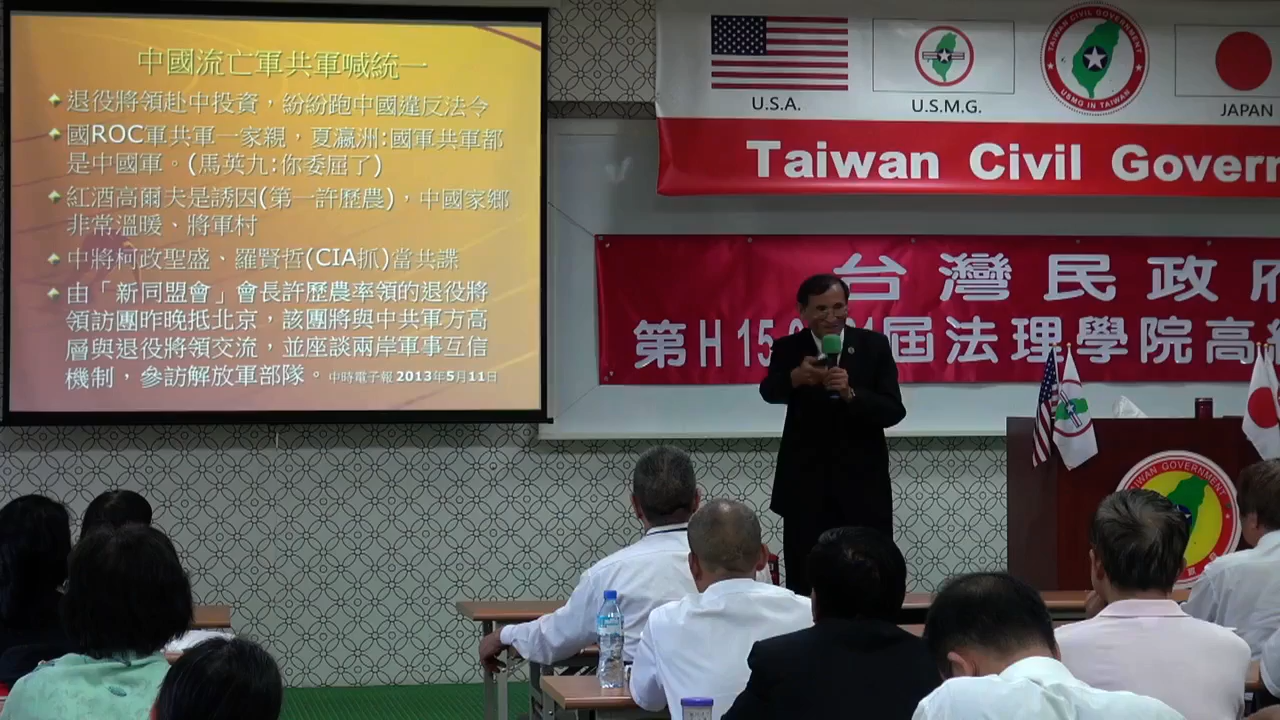 中國流亡軍共軍喊統一
退役將領赴中投資，紛紛跑中國違反法令
國ROC軍共軍一家親，夏瀛洲:國軍共軍都
是中國軍。(馬英九:你委屈了)
紅酒高爾夫是誘因(第一許歷農)，中國家鄉
非常溫暖、將軍村
中將柯政聖盛、羅賢哲(CIA抓)當共諜
由「新同盟會」會長許歷農率領的退役將
領訪團昨晚抵北京，該團將與中共軍方高
層與退役將領交流，並座談兩岸軍事互信
機制，參訪解放軍部隊。中時電子報 2013年5月11日
U.S.A.
U.S.M.G.
TAIWAN CIVIL GOVERNMENT
USMG IN TAIWAN
JAPAN
Taiwan Civil Govern
台灣民政府
第H 15
屆法理學院高
TAIWAN GOVERNMENT